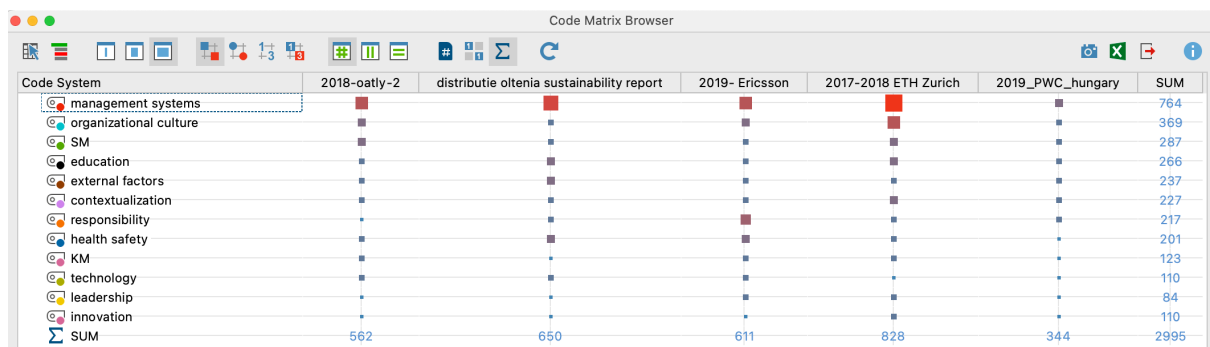 Code Matrix Browser
Code System 2018-oatly-2 distributie oltenia sustainability report 2019- Ericsson 2017-2018 ETH Zurich 2019_PWC_hungary SUM
management systems 764
organizational culture 369
SM 287
education 266
external factors 237
contextualization 227
responsibility 217
health safety 201
KM 123
technology 110
leadership 84
innovation 110
Σ SUM 562 650 611 828 344 2995